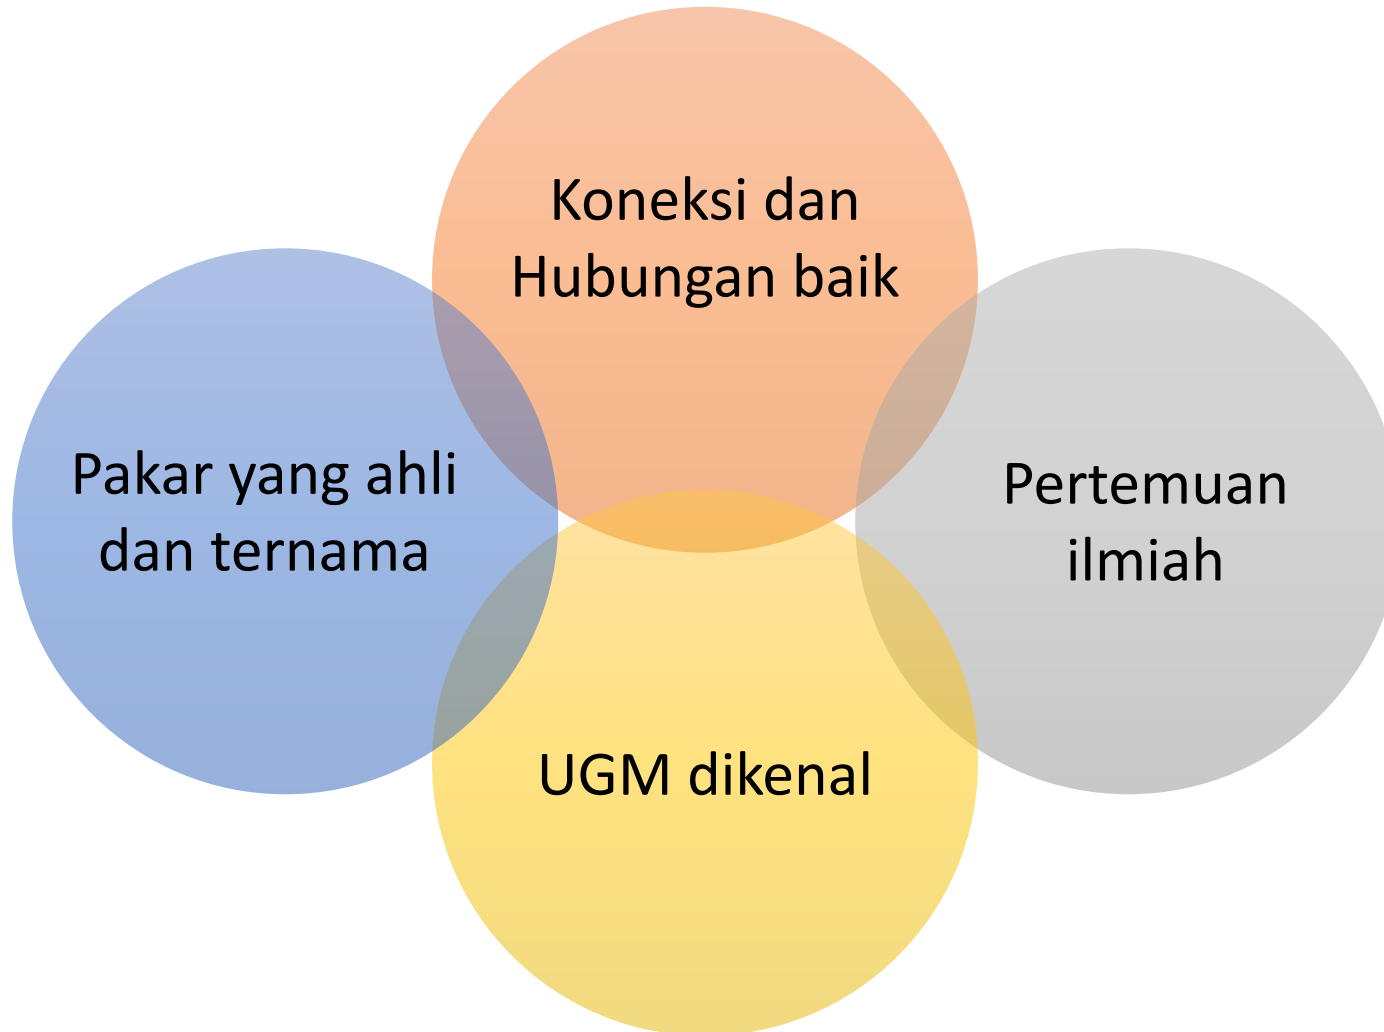 Koneksi dan
Hubungan baik
Pakar yang ahli
dan ternama
Pertemuan
ilmiah
UGM dikenal